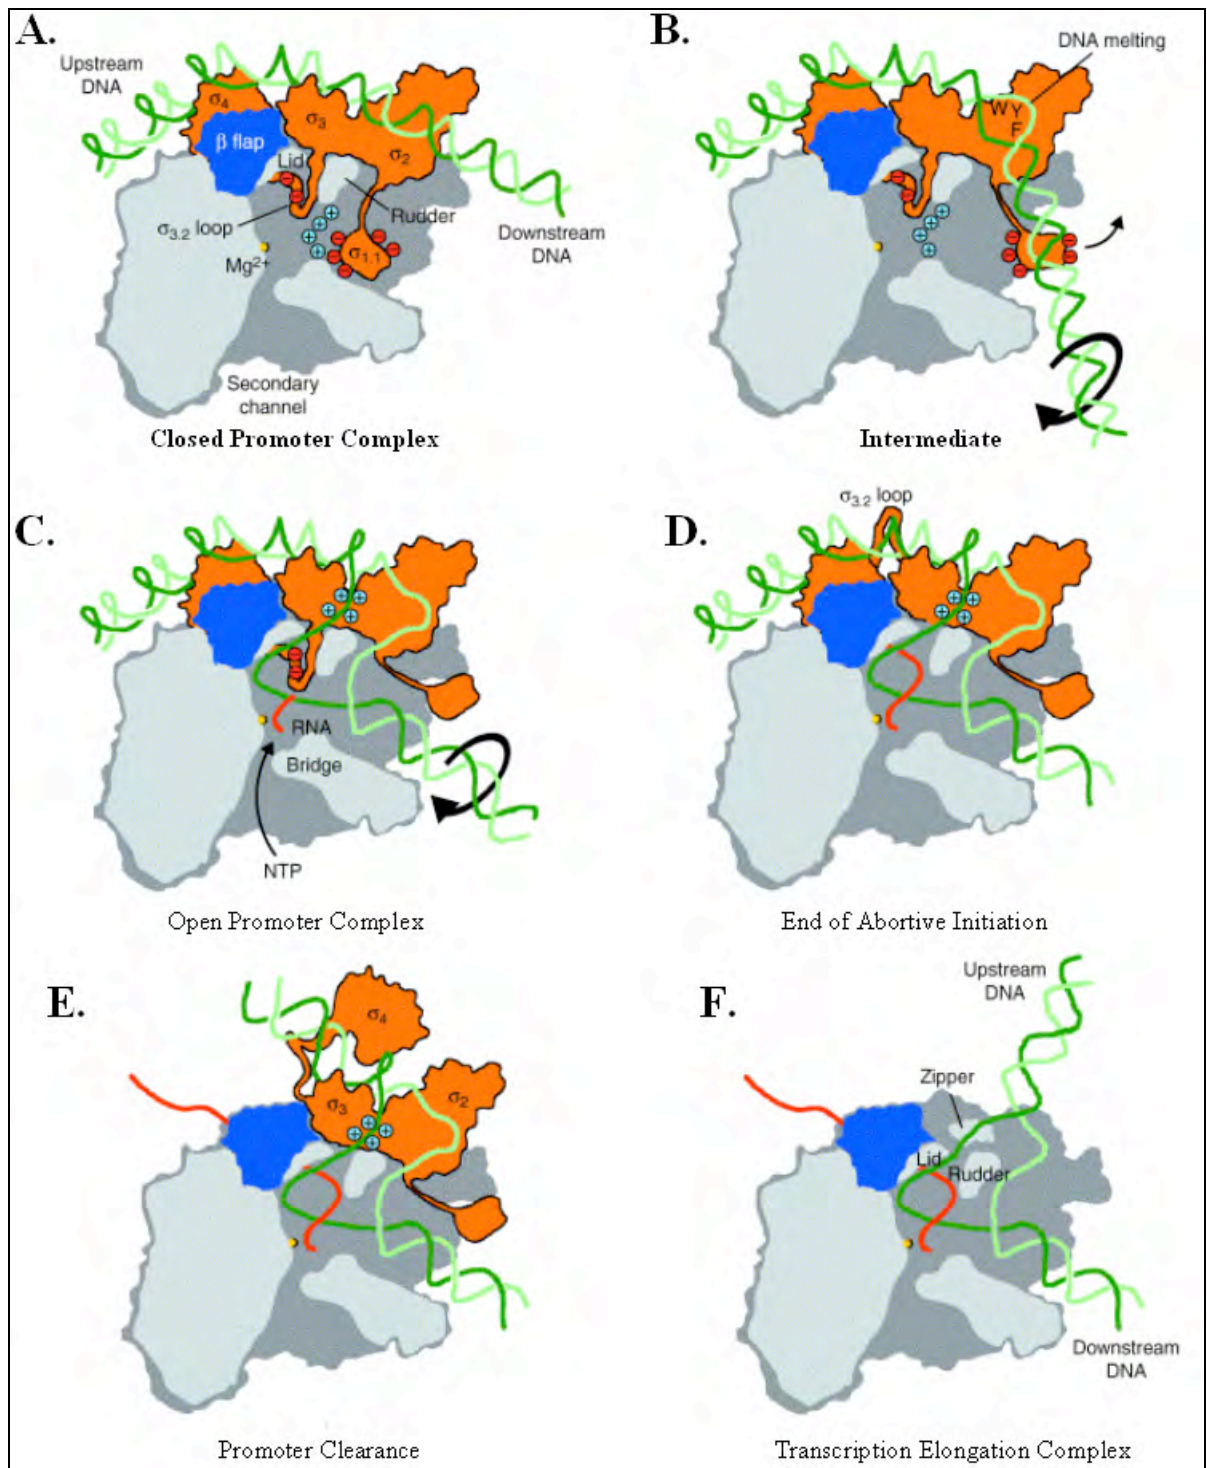 A.
Upstream
DNA
σ4
β flap
σ3
Lid
σ2
σ3.2 loop
Rudder
Mg2+
σ1.1
Downstream
DNA
Secondary
channel
Closed Promoter Complex
B.
DNA melting
W Y
F
Intermediate
C.
RNA
Bridge
NTP
Open Promoter Complex
D.
σ3.2 loop
End of Abortive Initiation
E.
σ4
σ3
σ2
Promoter Clearance
F.
Upstream
DNA
Zipper
Lid
Rudder
Downstream
DNA
Transcription Elongation Complex